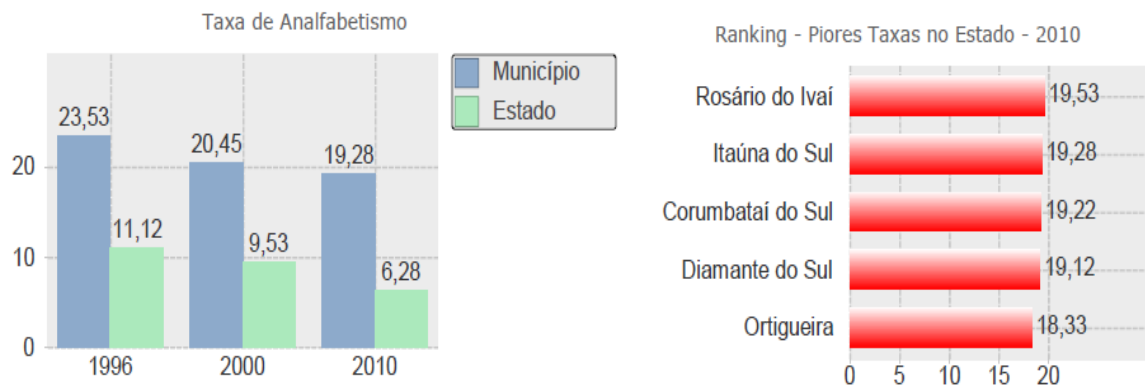 Taxa de Analfabetismo
Município
Estado
23,53
20,45
19,28
11,12
9,53
6,28
20
10
0
1996 2000 2010
Ranking - Piores Taxas no Estado - 2010
Rosário do Ivaí 19,53
Itaúna do Sul 19,28
Corumbataí do Sul 19,22
Diamante do Sul 19,12
Ortigueira 18,33
0 5 10 15 20